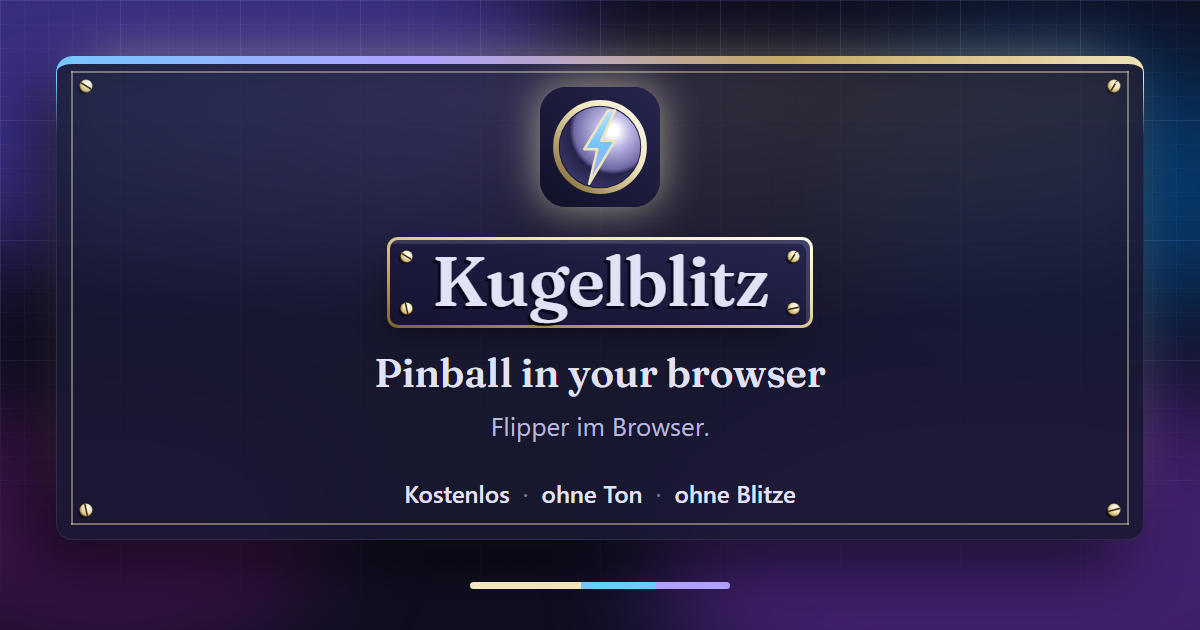 Kugelblitz
Pinball in your browser
Flipper im Browser.
Kostenlos · ohne Ton · ohne Blitze